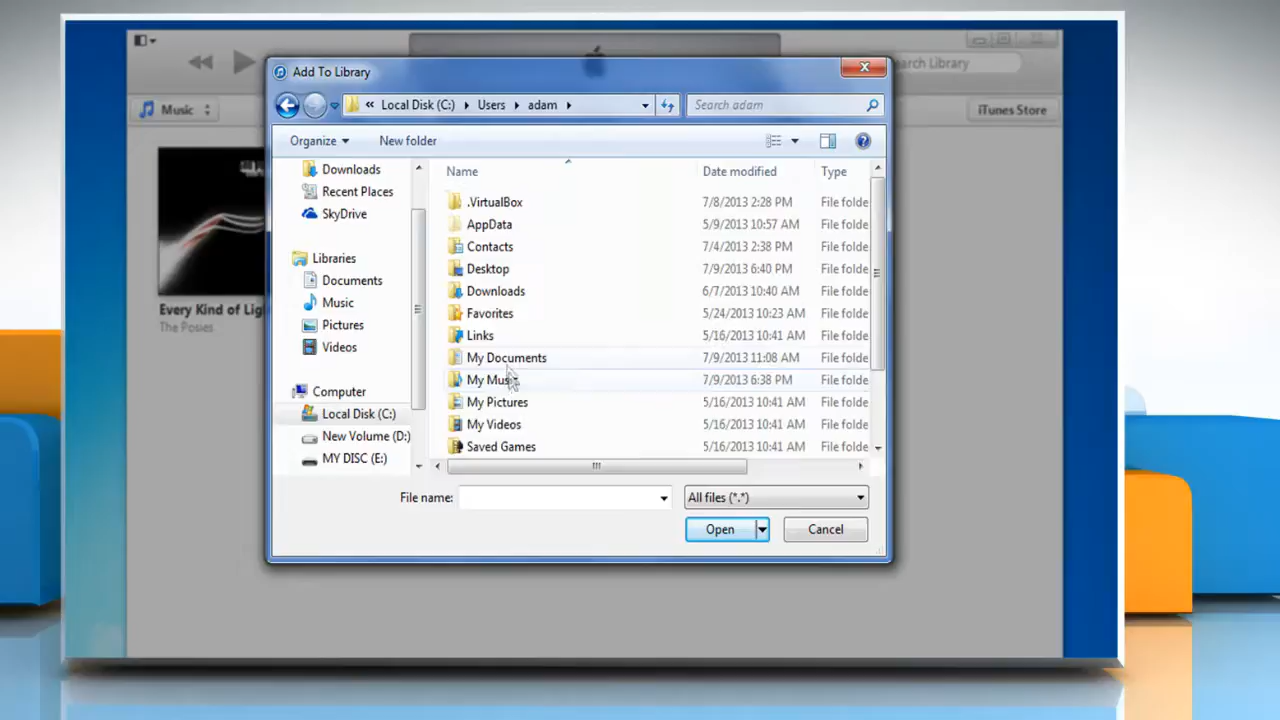 Add To Library
« Local Disk (C:) Users adam
Search adam
earch Library
Music
iTunes Store
Organize
New folder
Downloads
Recent Places
SkyDrive
Libraries
Documents
Music
Pictures
Videos
Computer
Local Disk (C:)
New Volume (D:)
MY DISC (E:)
Name Date modified Type
.VirtualBox 7/8/2013 2:28 PM File folde
AppData 5/9/2013 10:57 AM File folde
Contacts 7/4/2013 2:38 PM File folde
Desktop 7/9/2013 6:40 PM File folde
Downloads 6/7/2013 10:40 AM File folde
Favorites 5/24/2013 10:23 AM File folde
Links 5/16/2013 10:41 AM File folde
My Documents 7/9/2013 11:08 AM File folde
My Music 7/9/2013 6:38 PM File folde
My Pictures 5/16/2013 10:41 AM File folde
My Videos 5/16/2013 10:41 AM File folde
Saved Games 5/16/2013 10:41 AM File folde
Every Kind of Ligh
The Posies
File name:
All files (*.*)
Open
Cancel